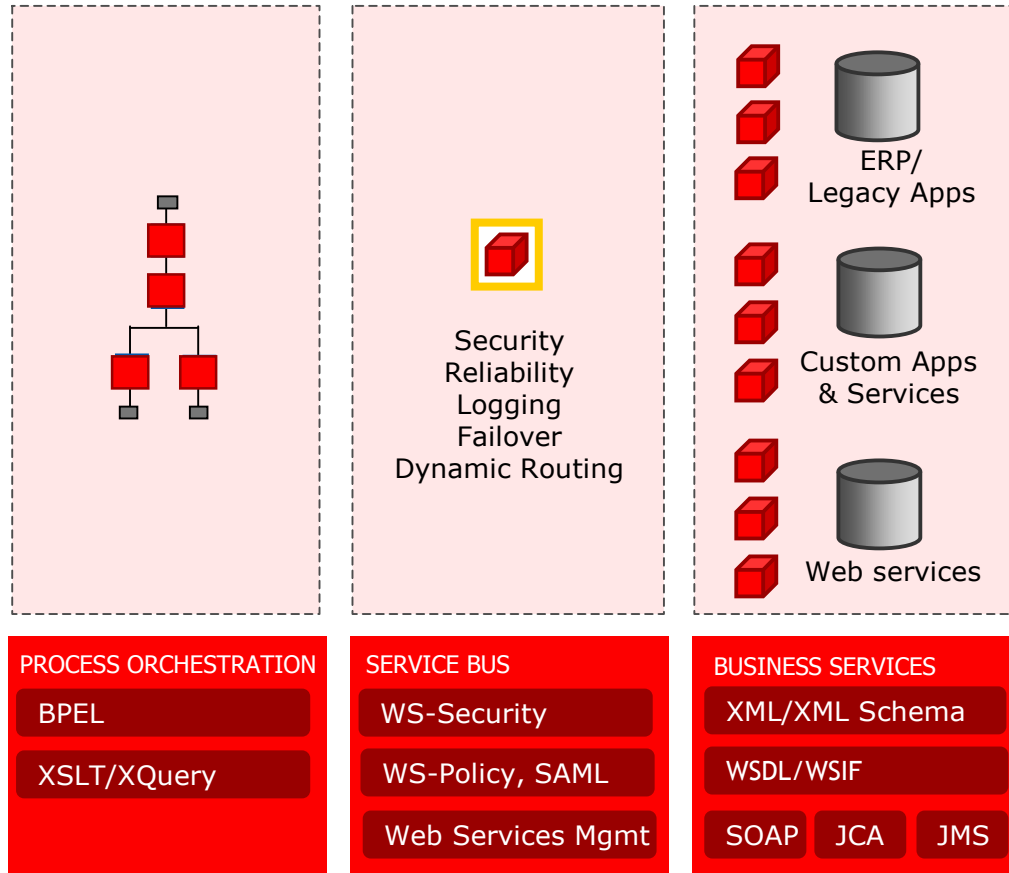 Security
Reliability
Logging
Failover
Dynamic Routing
ERP/
Legacy Apps
Custom Apps
& Services
Web services
PROCESS ORCHESTRATION
BPEL
XSLT/XQuery
SERVICE BUS
WS-Security
WS-Policy, SAML
Web Services Mgmt
BUSINESS SERVICES
XML/XML Schema
WSDL/WSIF
SOAP
JCA
JMS